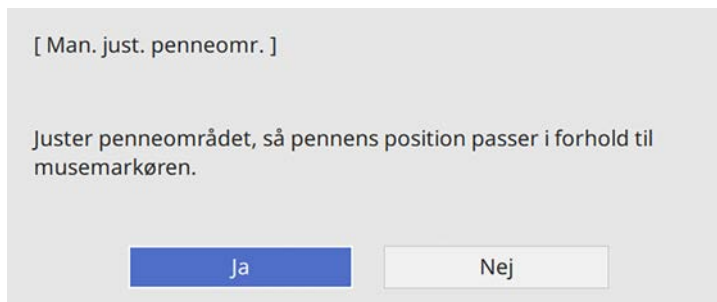 [ Man. just. penneomr. ]
Juster penneområdet, så pennens position passer i forhold til
musemarkøren.
Ja
Nej